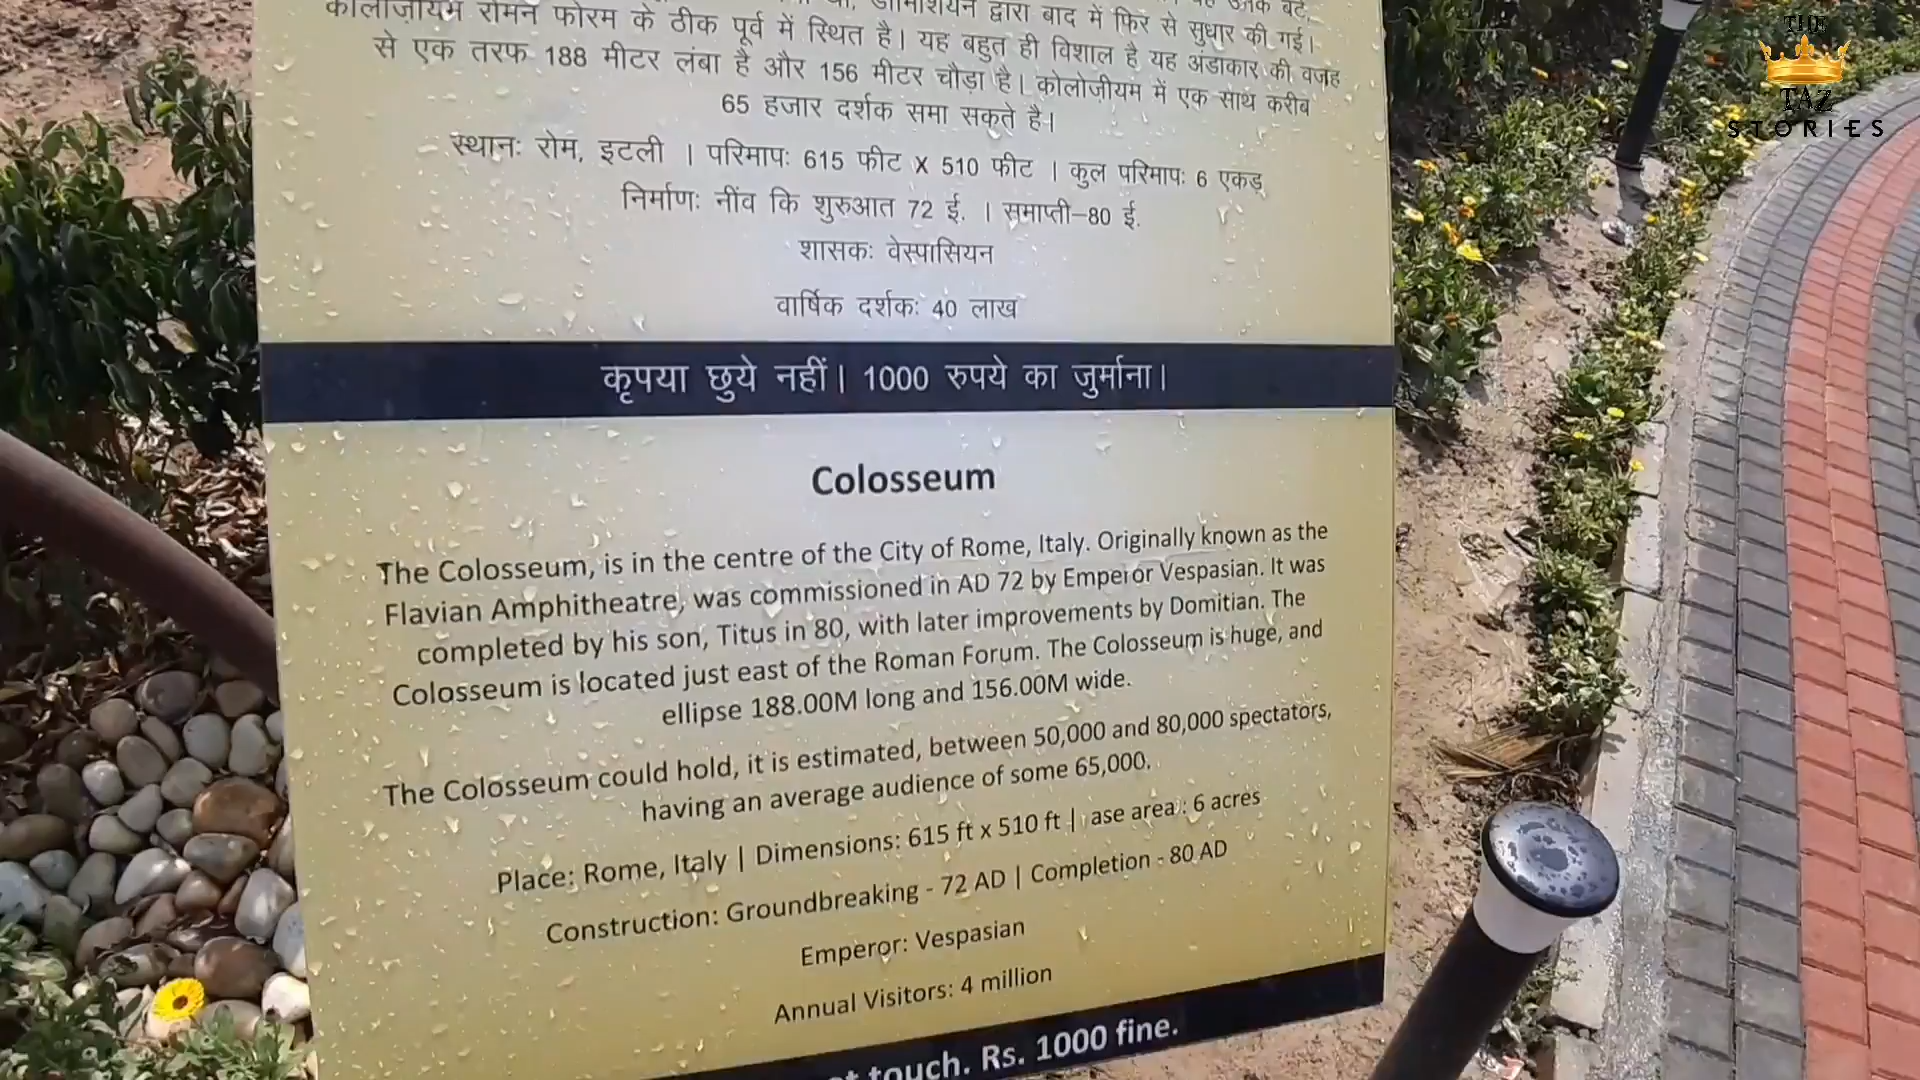 द्वारा बाद में फिर से सुधार की गई।
कोलोज़ीयम रोमन फोरम के ठीक पूर्व में स्थित है। यह बहुत ही विशाल है यह अंडाकार की वजह
से एक तरफ 188 मीटर लंबा है और 156 मीटर चौड़ा है। कोलोज़ीयम में एक साथ करीब
65 हजार दर्शक समा सकते है।
स्थानः रोम, इटली । परिमापः 615 फीट X 510 फीट । कुल परिमापः 6 एकड़
निर्माणः नींव कि शुरुआत 72 ई. । समाप्ती–80 ई.
शासकः वेस्पासियन
वार्षिक दर्शकः 40 लाख
कृपया छुये नहीं। 1000 रुपये का जुर्माना।
Colosseum
The Colosseum, is in the centre of the City of Rome, Italy. Originally known as the
Flavian Amphitheatre, was commissioned in AD 72 by Emperor Vespasian. It was
completed by his son, Titus in 80, with later improvements by Domitian. The
Colosseum is located just east of the Roman Forum. The Colosseum is huge, and
ellipse 188.00M long and 156.00M wide.
The Colosseum could hold, it is estimated, between 50,000 and 80,000 spectators,
having an average audience of some 65,000.
Place: Rome, Italy | Dimensions: 615 ft x 510 ft | ase area : 6 acres
Construction: Groundbreaking - 72 AD | Completion - 80 AD
Emperor: Vespasian
Annual Visitors: 4 million
touch. Rs. 1000 fine.
THE
TAZ
STORIES